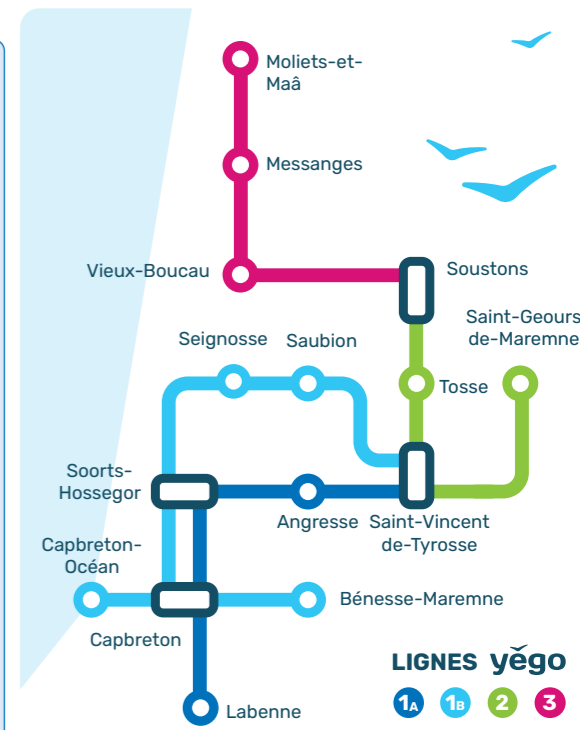 Moliets-et-
Maâ
Messanges
Vieux-Boucau
Soustons
Saint-Geours
de-Maremne
Seignosse
Saubion
Tosse
Soorts-
Hossegor
Angresse
Saint-Vincent
de-Tyrosse
Capbreton-
Océan
Bénesse-Maremne
Capbreton
LIGNES yěgo
1A 1B 2 3
Labenne